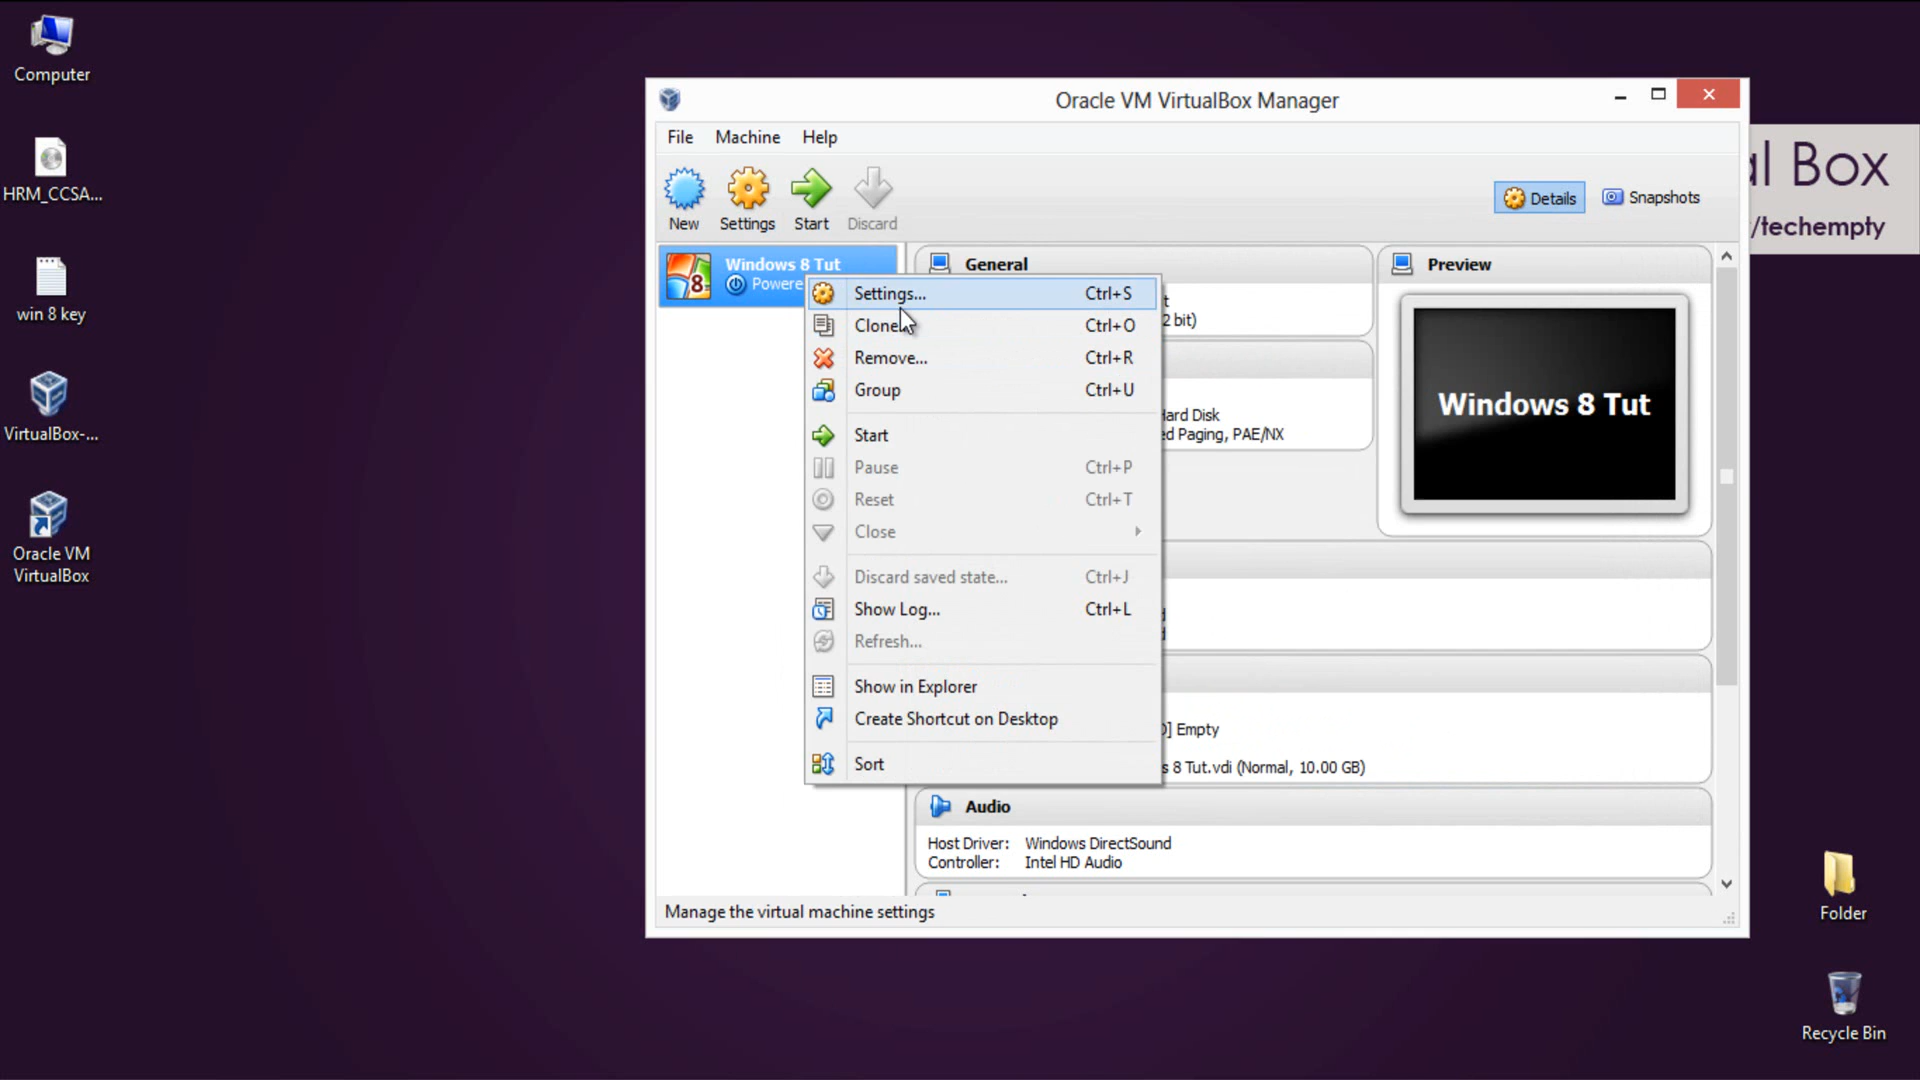 Computer
HRM_CCSA...
win 8 key
VirtualBox-...
Oracle VM
VirtualBox
Oracle VM VirtualBox Manager
File Machine Help
New Settings Start Discard
Details Snapshots
al Box
/techempty
Windows 8 Tut
Powere
General
Preview
Windows 8 Tut
Settings... Ctrl+S
Clone... Ctrl+O
Remove... Ctrl+R
Group Ctrl+U
Start
Pause Ctrl+P
Reset Ctrl+T
Close
Discard saved state... Ctrl+J
Show Log... Ctrl+L
Refresh...
Show in Explorer
Create Shortcut on Desktop
Sort
2 bit)
Hard Disk
ed Paging, PAE/NX
] Empty
s 8 Tut.vdi (Normal, 10.00 GB)
Audio
Host Driver: Windows DirectSound
Controller: Intel HD Audio
Manage the virtual machine settings
Folder
Recycle Bin